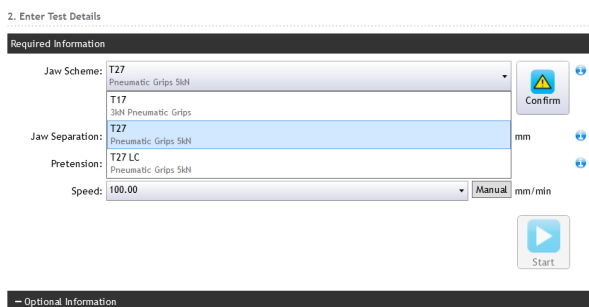 2. Enter Test Details
Required Information
Jaw Scheme:
T27
Pneumatic Grips 5kN
Confirm
T17
3kN Pneumatic Grips
T27
Pneumatic Grips 5kN
T27 LC
Pneumatic Grips 5kN
Jaw Separation: mm
Pretension:
Speed: 100.00 Manual mm/min
Start
– Optional Information